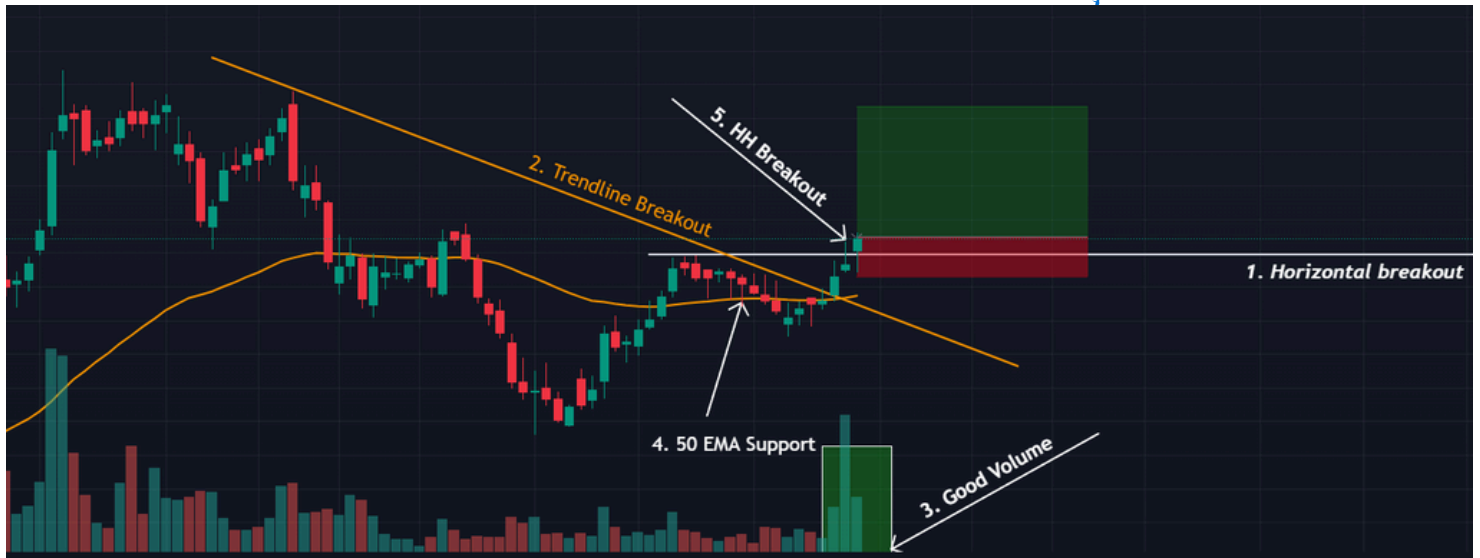 5. HH Breakout
2. Trendline Breakout
1. Horizontal breakout
4. 50 EMA Support
3. Good Volume